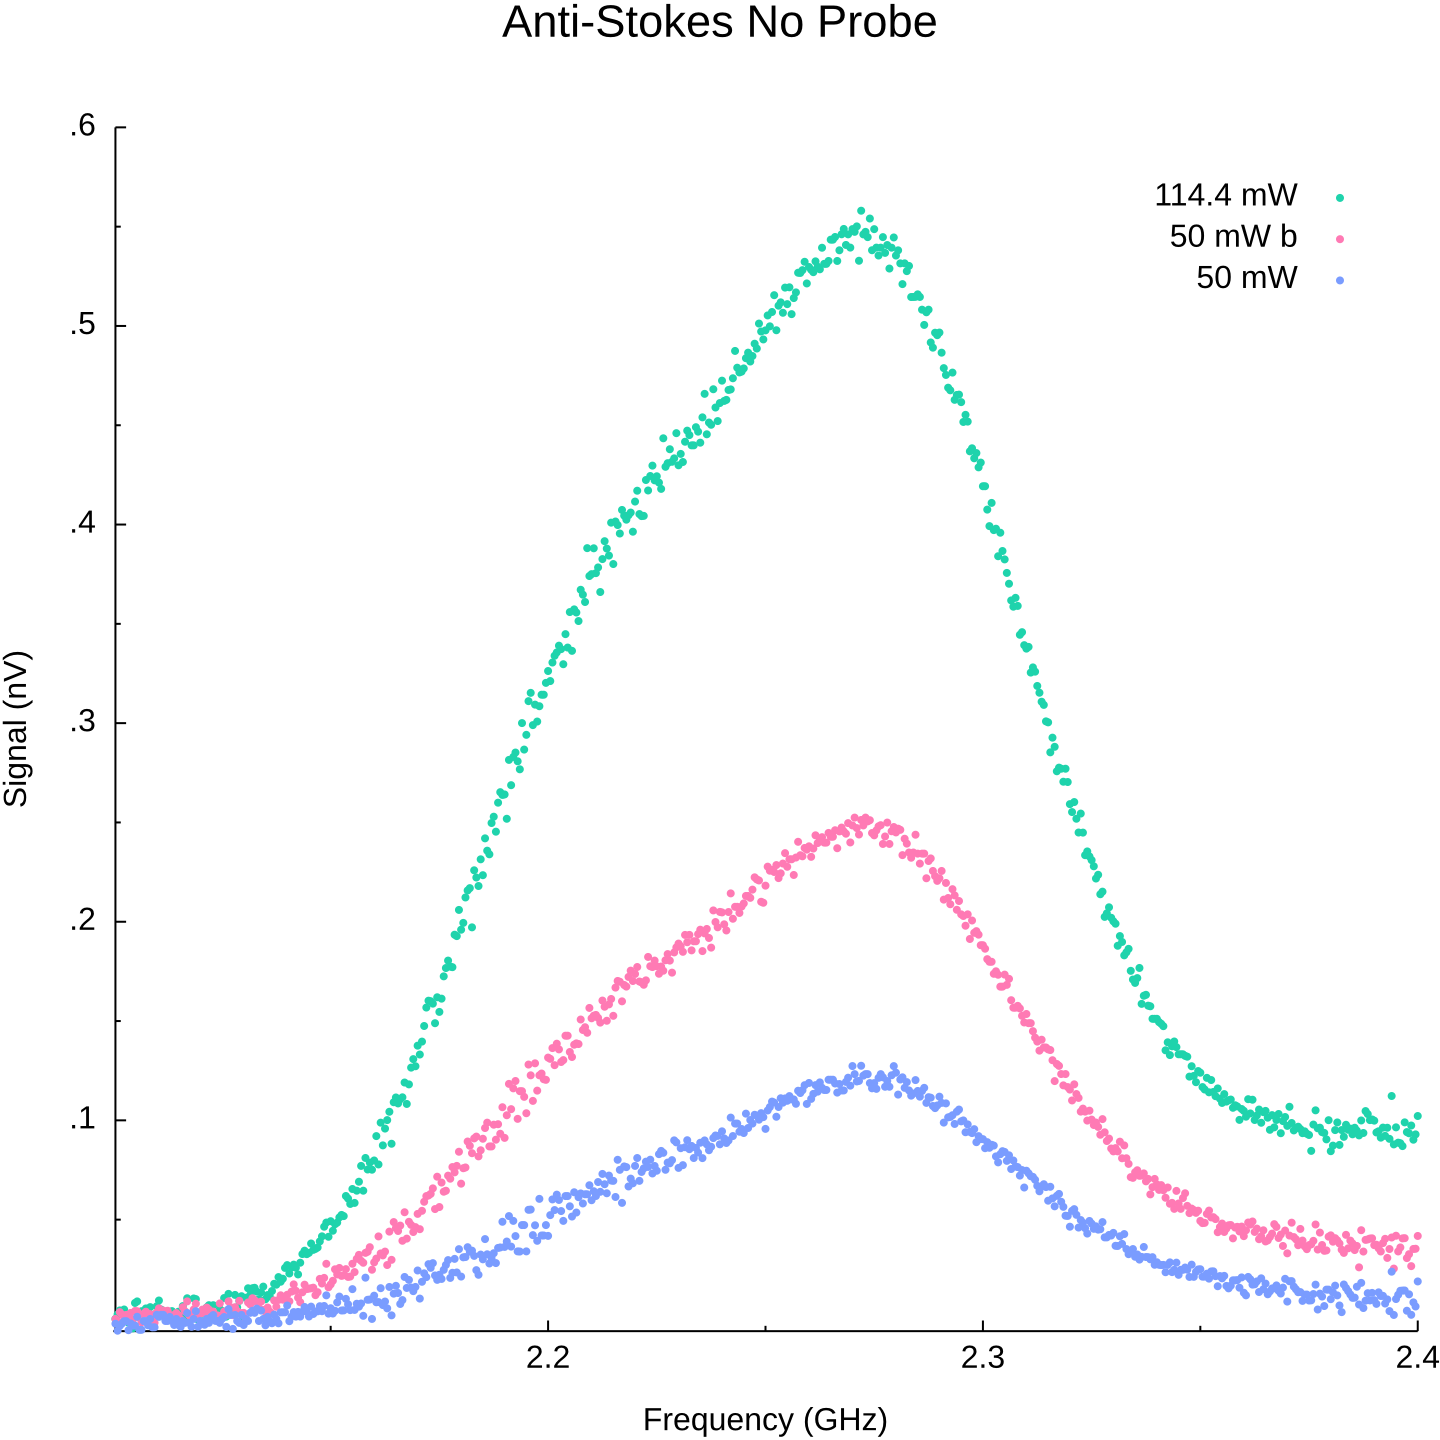 Anti-Stokes No Probe
.6
.5
.4
.3
.2
.1
Signal (nV)
114.4 mW
50 mW b
50 mW
2.2
2.3
2.4
Frequency (GHz)